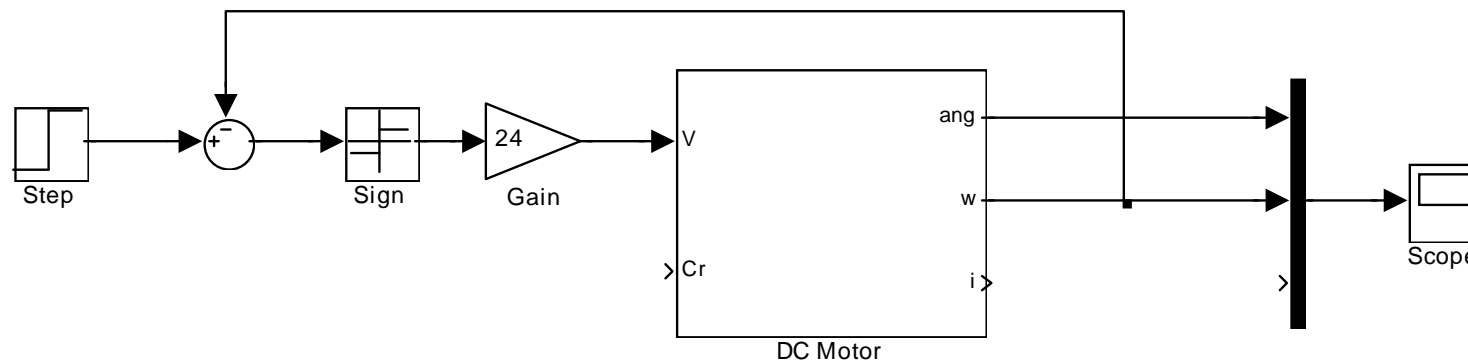 Step
+
−
Sign
24
Gain
V
Cr
ang
w
i
DC Motor
Scope